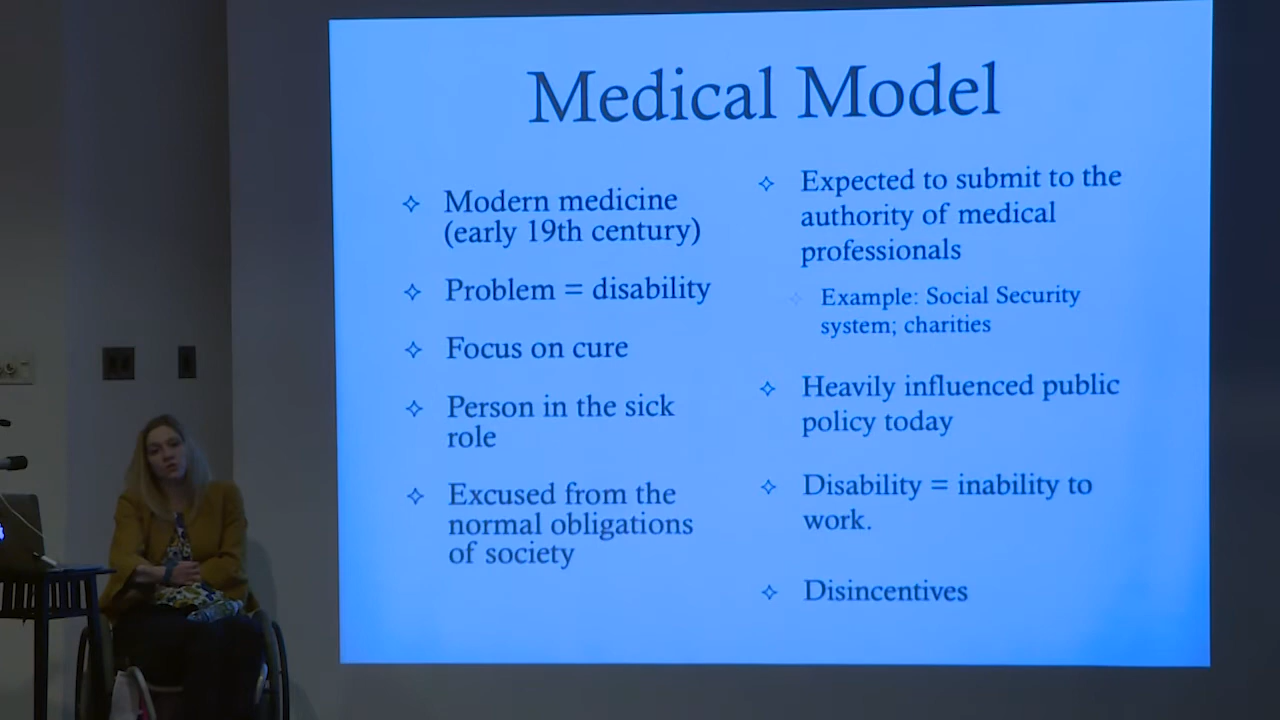 Medical Model
Modern medicine
(early 19th century)
Problem = disability
Focus on cure
Person in the sick
role
Excused from the
normal obligations
of society
Expected to submit to the
authority of medical
professionals
Example: Social Security
system; charities
Heavily influenced public
policy today
Disability = inability to
work.
Disincentives